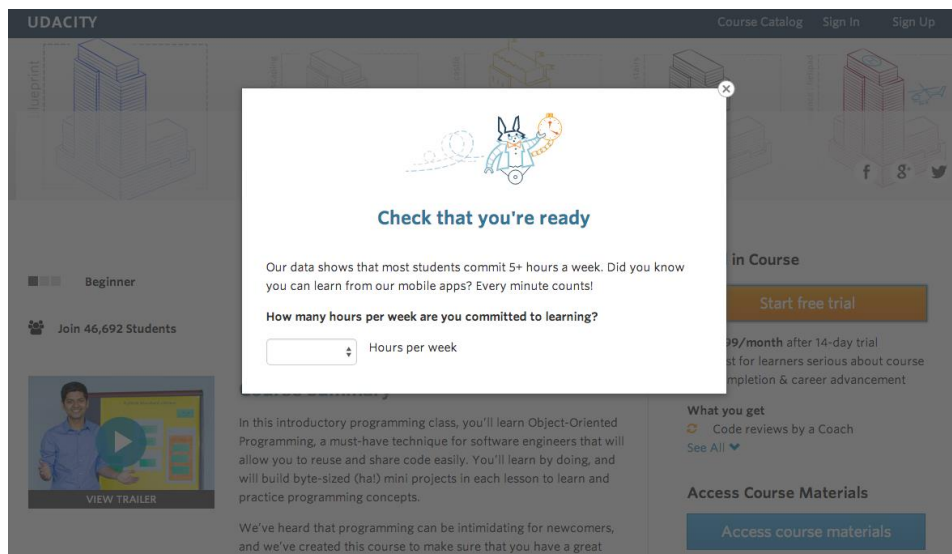 UDACITY
Course Catalog Sign In Sign Up
blueprint
Check that you're ready
Our data shows that most students commit 5+ hours a week. Did you know
you can learn from our mobile apps? Every minute counts!
How many hours per week are you committed to learning?
Hours per week
Beginner
Join 46,692 Students
VIEW TRAILER
In this introductory programming class, you'll learn Object-Oriented
Programming, a must-have technique for software engineers that will
allow you to reuse and share code easily. You'll learn by doing, and
will build byte-sized (ha!) mini projects in each lesson to learn and
practice programming concepts.
We've heard that programming can be intimidating for newcomers,
and we've created this course to make sure that you have a great
in Course
Start free trial
99/month after 14-day trial
st for learners serious about course
mpletion & career advancement
What you get
Code reviews by a Coach
See All
Access Course Materials
Access course materials